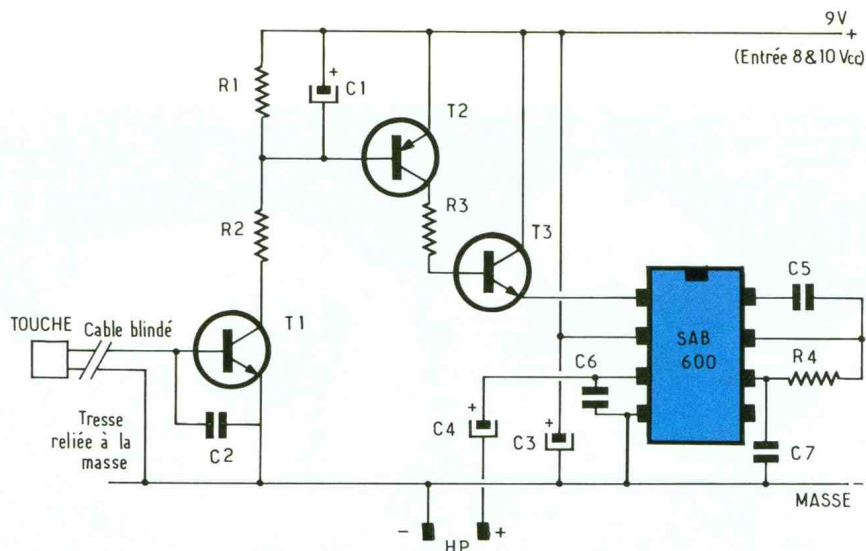 9V
+
(Entrée 8&10 Vcc)
R1
+
C1
T2
R2
R3
T3
TOUCHE
Cable blindé
T1
C5
SAB
600
C6
R4
Tresse
reliée à la
masse
C2
+
C4
+
C3
C7
MASSE
-
-
HP
+